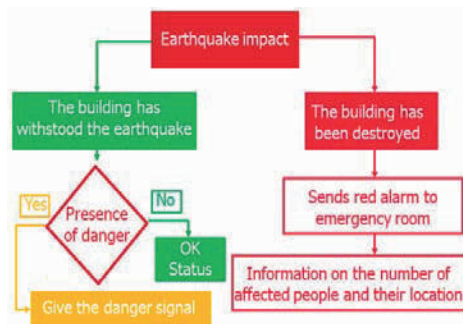 Earthquake impact
The building has
withstood the earthquake
The building has
been destroyed
Yes
Presence
of danger
No
OK
Status
Give the danger signal
Sends red alarm to
emergency room
Information on the number of
affected people and their location